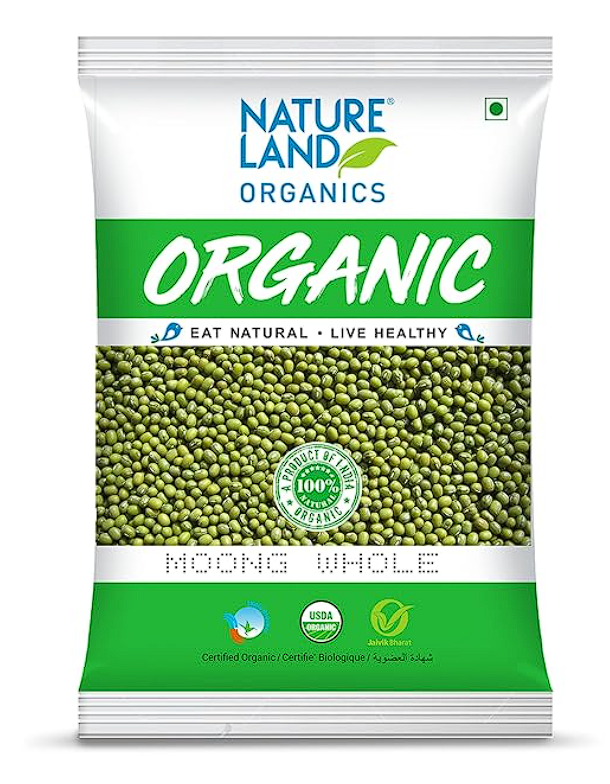 NATURE®
LAND
ORGANICS
ORGANIC
EAT NATURAL • LIVE HEALTHY
A PRODUCT OF INDIA
100%
NATURAL
ORGANIC
MOONG WHOLE
USDA
ORGANIC
Jaivik Bharat
Certified Organic / Certifie' Biologique / شهادة العضوية